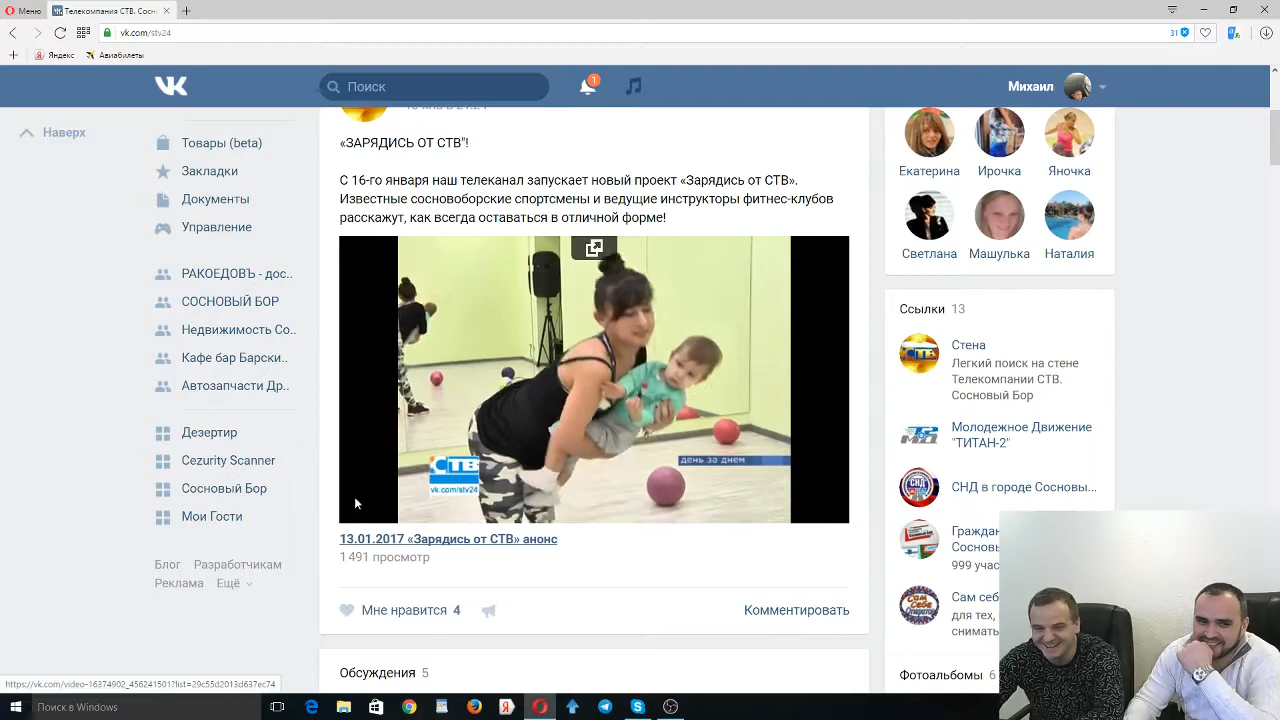 Меню
Телекомпания СТВ. Сосн
vk.com/stv24
31
Яндекс
Авиабилеты
Поиск
1
Михаил
Наверх
Товары (beta)
Закладки
Документы
Управление
РАКОЕДОВЪ - дос..
СОСНОВЫЙ БОР
Недвижимость Со..
Кафе бар Барски..
Автозапчасти Др..
Дезертир
Cezurity Scanner
Сосновый Бор
Мои Гости
Блог Разработчикам
Реклама Ещё
«ЗАРЯДИСЬ ОТ СТВ"!
С 16-го января наш телеканал запускает новый проект «Зарядись от СТВ».
Известные сосновоборские спортсмены и ведущие инструкторы фитнес-клубов
расскажут, как всегда оставаться в отличной форме!
СТВ
vk.com/stv24
день за днем
13.01.2017 «Зарядись от СТВ» анонс
1 491 просмотр
Мне нравится 4
Комментировать
Обсуждения 5
Екатерина Ирочка Яночка
Светлана Машулька Наталия
Ссылки 13
СТВ
Стена
Легкий поиск на стене
Телекомпании СТВ.
Сосновый Бор
Молодежное Движение
"ТИТАН-2"
СНД
СНД в городе Сосновы...
Граждан
Соснов
999 учас
Сам себ
для тех,
снимать
Фотоальбомы 6
https://vk.com/video-16374902_456241501?list=29c55d2013d637ec74
Поиск в Windows